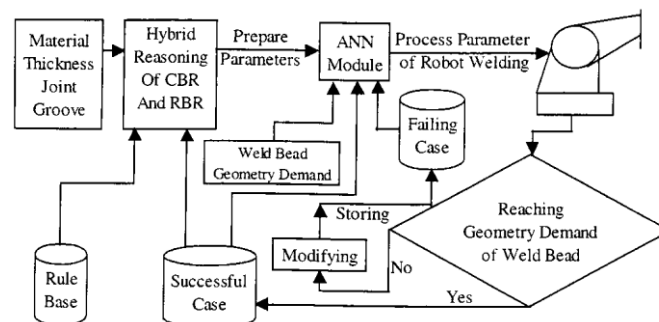 Material
Thickness
Joint
Groove
Hybrid
Reasoning
Of CBR
And RBR
Prepare
Parameters
ANN
Module
Process Parameter
of Robot Welding
Weld Bead
Geometry Demand
Failing
Case
Storing
Modifying
No
Reaching
Geometry Demand
of Weld Bead
Yes
Rule
Base
Successful
Case